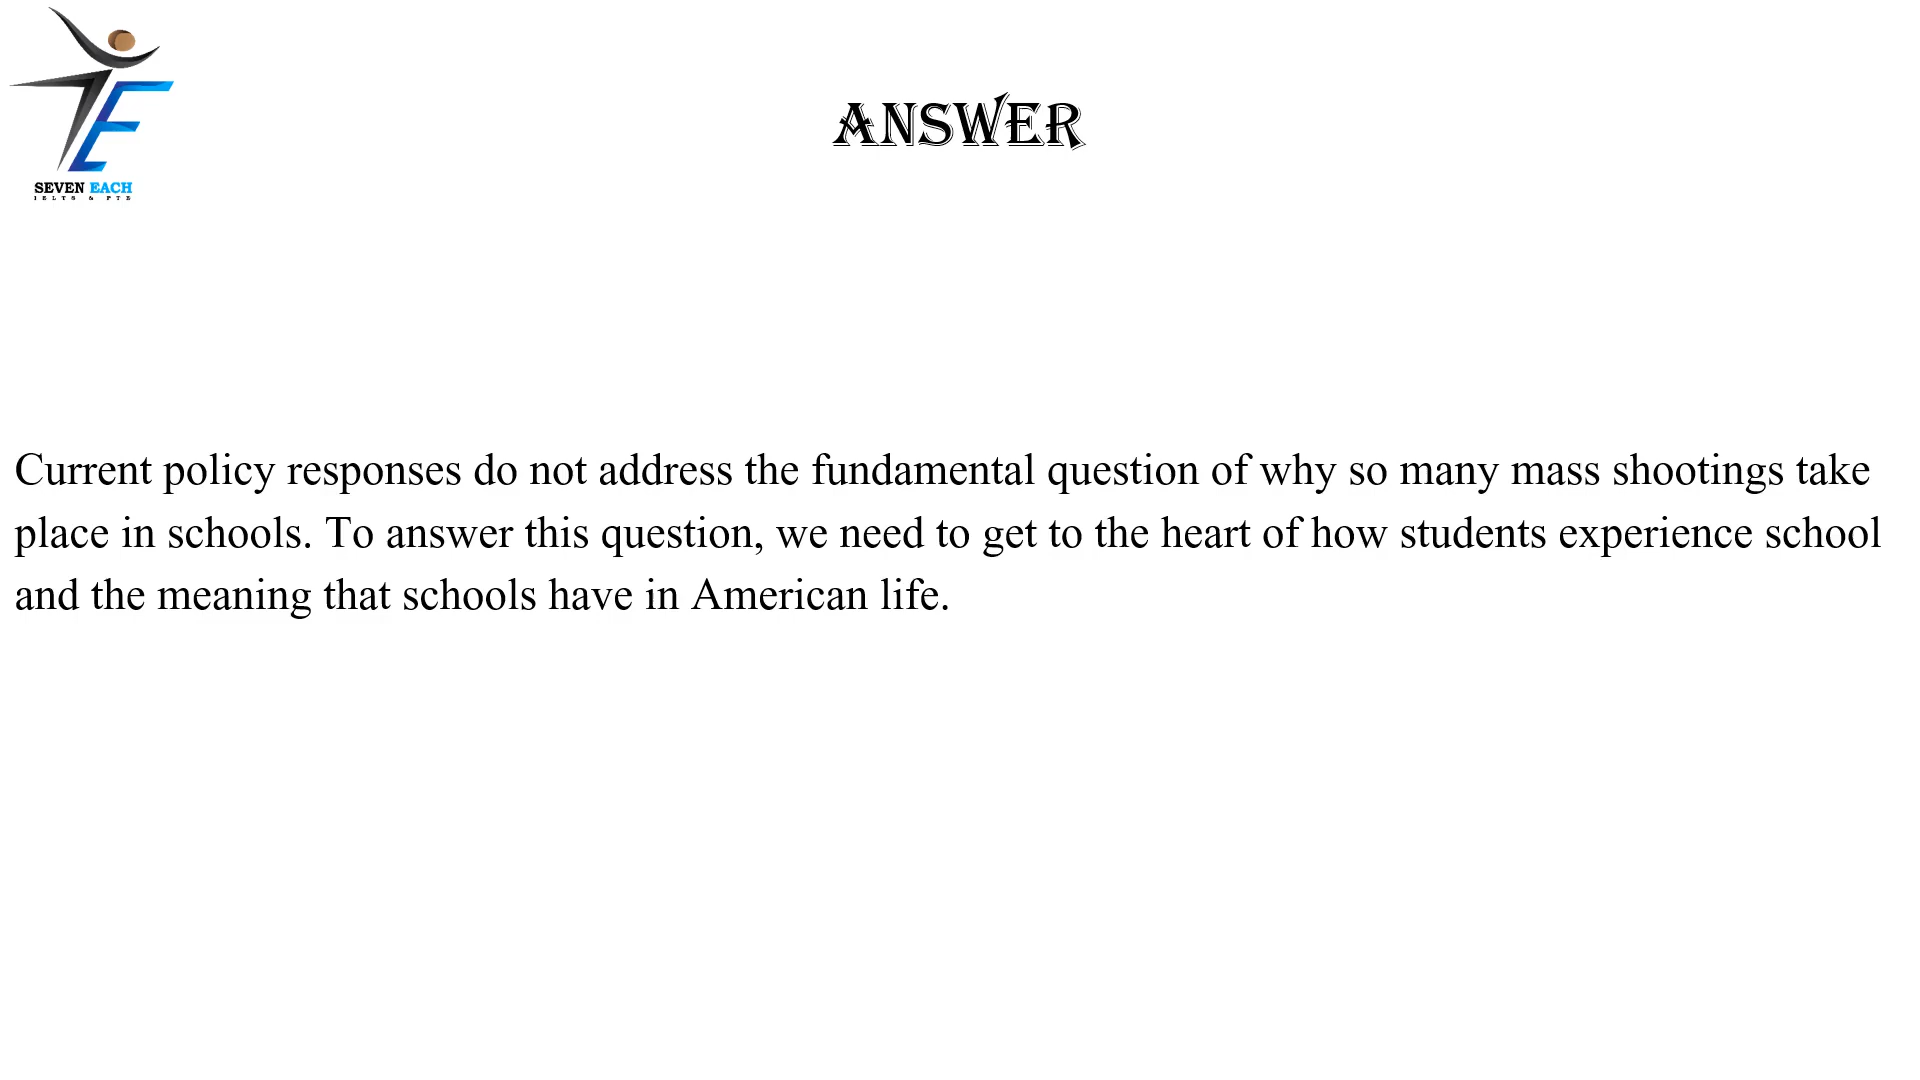 ANSWER
SEVEN EACH
IELTS & PTE
Current policy responses do not address the fundamental question of why so many mass shootings take
place in schools. To answer this question, we need to get to the heart of how students experience school
and the meaning that schools have in American life.